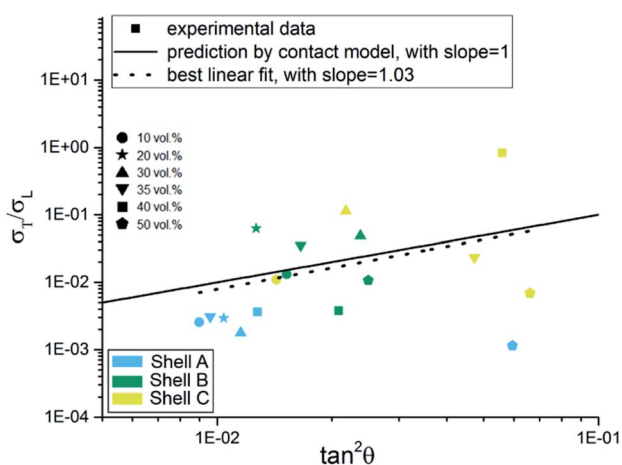 experimental data
prediction by contact model, with slope=1
best linear fit, with slope=1.03
1E+01
1E+00
1E-01
1E-02
1E-03
1E-04
σT/σL
10 vol.%
20 vol.%
30 vol.%
35 vol.%
40 vol.%
50 vol.%
Shell A
Shell B
Shell C
1E-02
1E-01
tan²θ